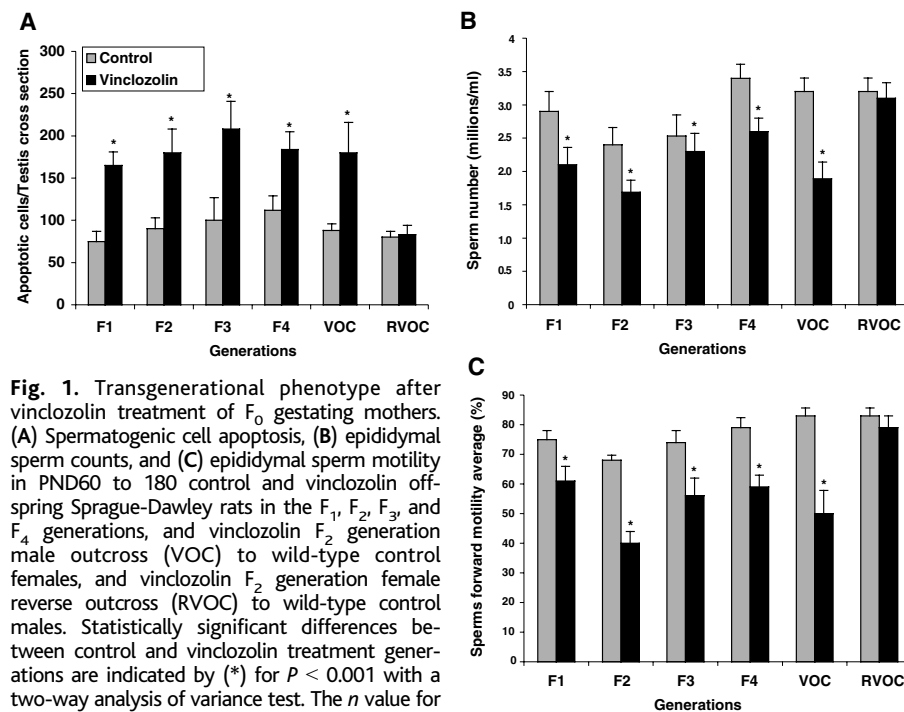 A
300
250
200
150
100
50
0
Apoptotic cells/Testis cross section
Control
Vinclozolin
*
*
*
*
*
F1 F2 F3 F4 VOC RVOC
Generations
B
4
3.5
3.0
2.5
2.0
1.5
1.0
0.5
0
Sperm number (millions/ml)
*
*
*
*
*
F1 F2 F3 F4 VOC RVOC
Generations
Fig. 1. Transgenerational phenotype after
vinclozolin treatment of F0 gestating mothers.
(A) Spermatogenic cell apoptosis, (B) epididymal
sperm counts, and (C) epididymal sperm motility
in PND60 to 180 control and vinclozolin off-
spring Sprague-Dawley rats in the F1, F2, F3, and
F4 generations, and vinclozolin F2 generation
male outcross (VOC) to wild-type control
females, and vinclozolin F2 generation female
reverse outcross (RVOC) to wild-type control
males. Statistically significant differences be-
tween control and vinclozolin treatment gener-
ations are indicated by (*) for P < 0.001 with a
two-way analysis of variance test. The n value for
C
90
80
70
60
50
40
30
20
10
0
Sperms forward motility average (%)
*
*
*
*
*
F1 F2 F3 F4 VOC RVOC
Generations